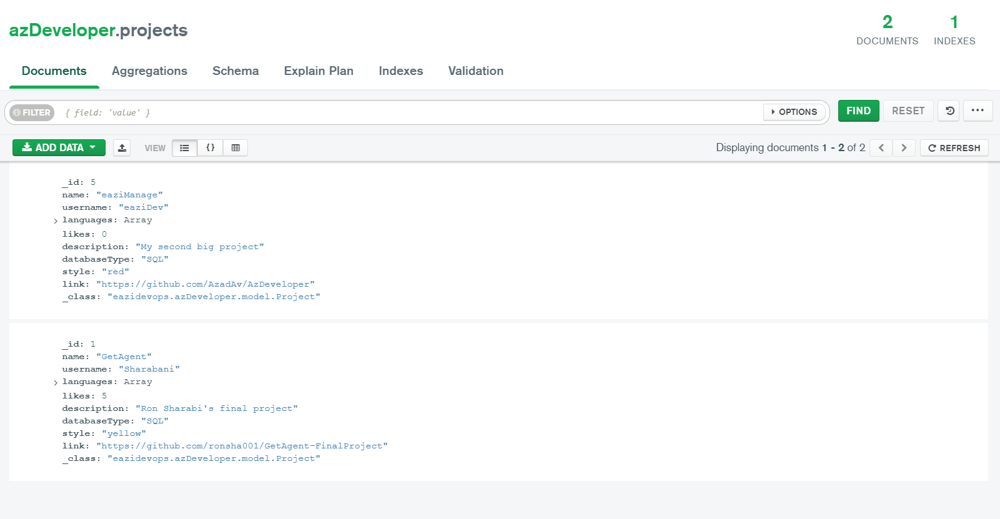 azDeveloper.projects
2 DOCUMENTS 1 INDEXES
Documents Aggregations Schema Explain Plan Indexes Validation
FILTER { field: 'value' } OPTIONS FIND RESET ...
ADD DATA VIEW {} Displaying documents 1 - 2 of 2 < > REFRESH
_id: 5
name: "eaziManage"
username: "eaziDev"
> languages: Array
likes: 0
description: "My second big project"
databaseType: "SQL"
style: "red"
link: "https://github.com/AzadAv/AzDeveloper"
_class: "eazidevops.azDeveloper.model.Project"
_id: 1
name: "GetAgent"
username: "Sharabani"
> languages: Array
likes: 5
description: "Ron Sharabi's final project"
databaseType: "SQL"
style: "yellow"
link: "https://github.com/ronsha001/GetAgent-FinalProject"
_class: "eazidevops.azDeveloper.model.Project"